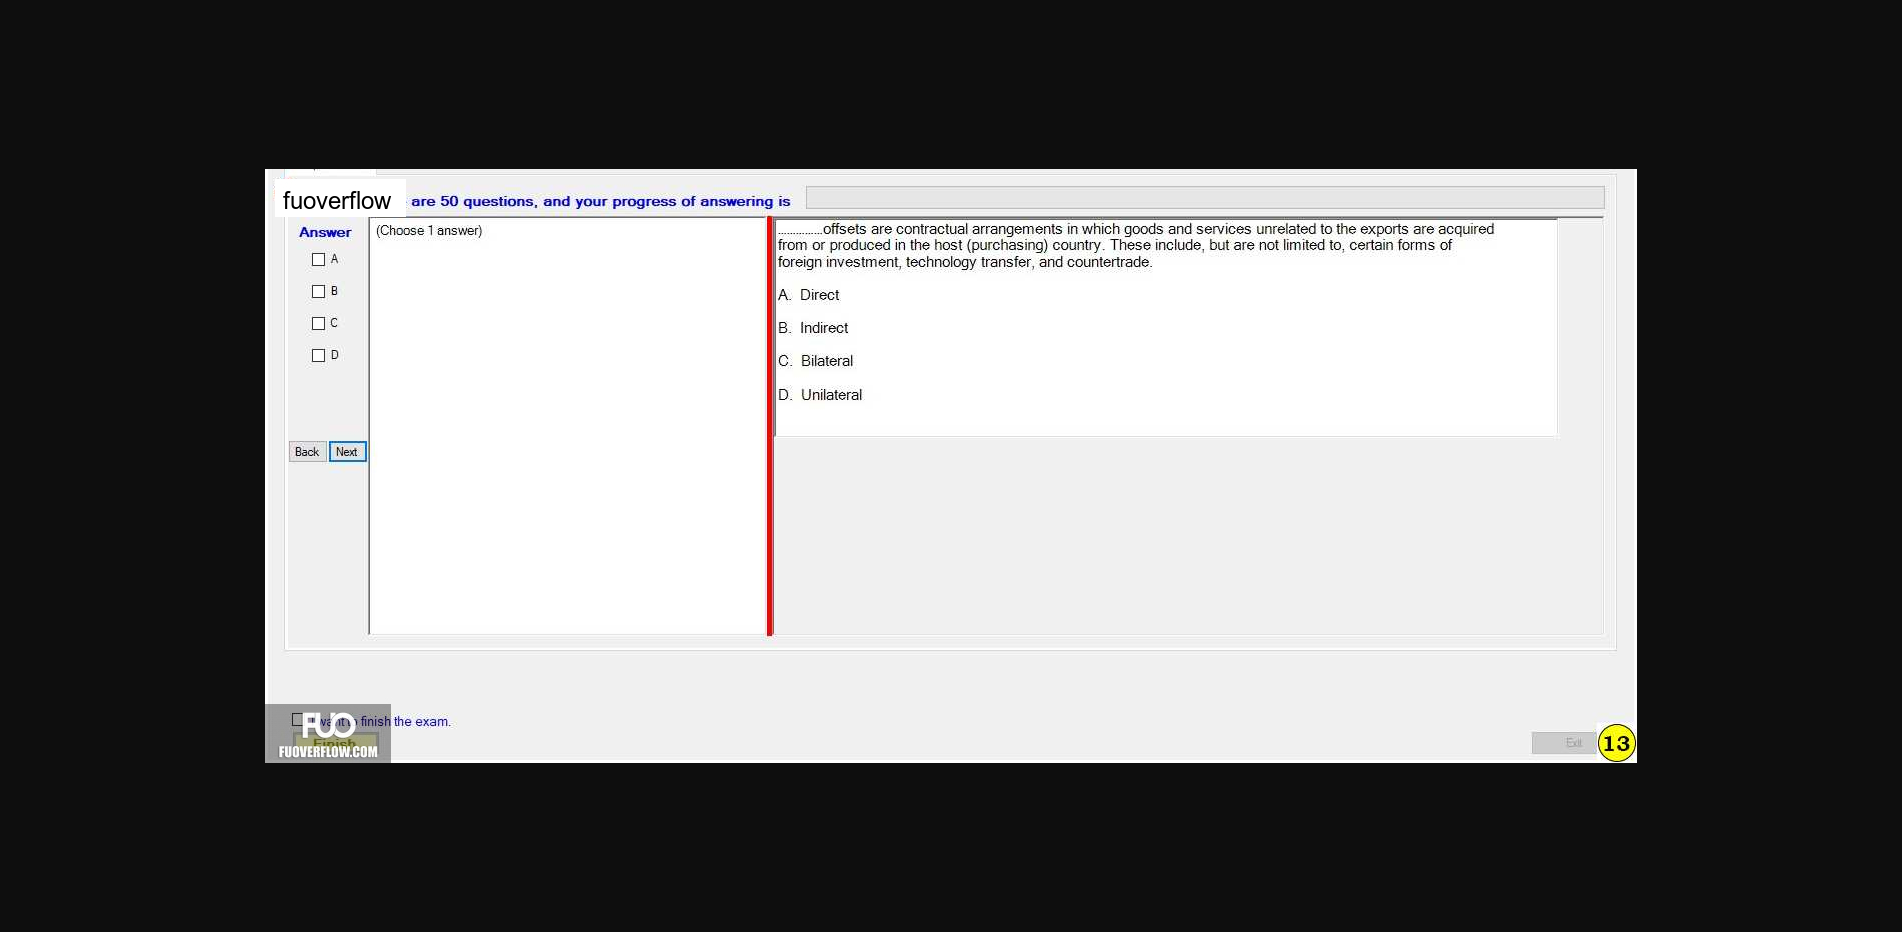 fuoverflow are 50 questions, and your progress of answering is
Answer
A
B
C
D
Back Next
(Choose 1 answer)
...............offsets are contractual arrangements in which goods and services unrelated to the exports are acquired
from or produced in the host (purchasing) country. These include, but are not limited to, certain forms of
foreign investment, technology transfer, and countertrade.
A. Direct
B. Indirect
C. Bilateral
D. Unilateral
I want to finish the exam.
FUO
Finish
FUOVERFLOW.COM
Exit
13